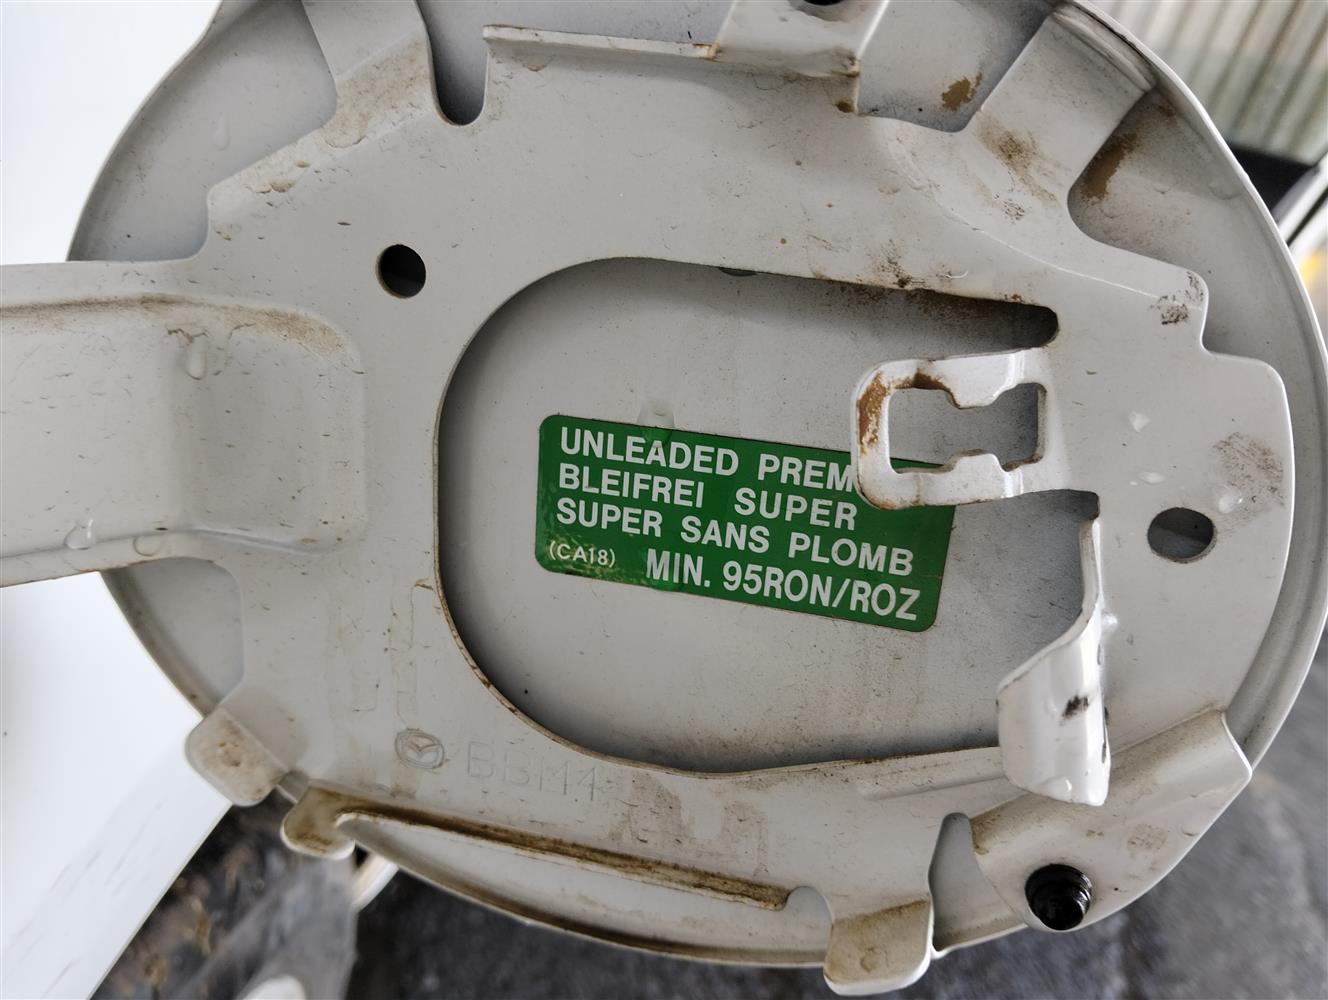 UNLEADED PREM
BLEIFREI SUPER
SUPER SANS PLOMB
(CA18) MIN. 95RON/ROZ
BBM4